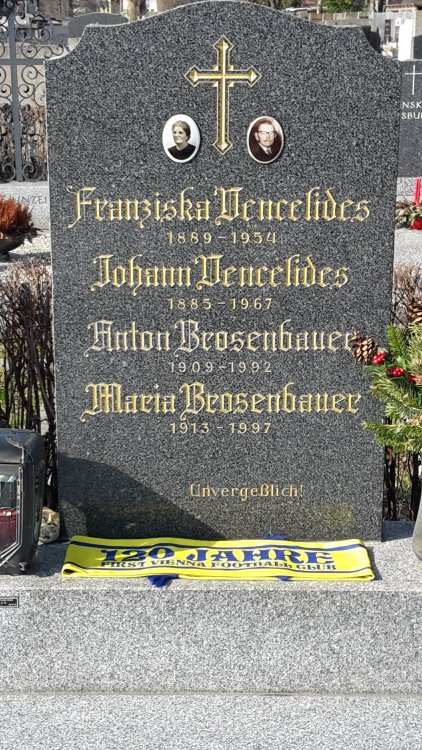 Franziska Vencelides
1889 - 1954
Johann Vencelides
1885 - 1967
Anton Brosenbauer
1909 - 1992
Maria Brosenbauer
1913 - 1997
Unvergeßlich!
120 JAHRE
FIRST VIENNA FOOTBALL CLUB